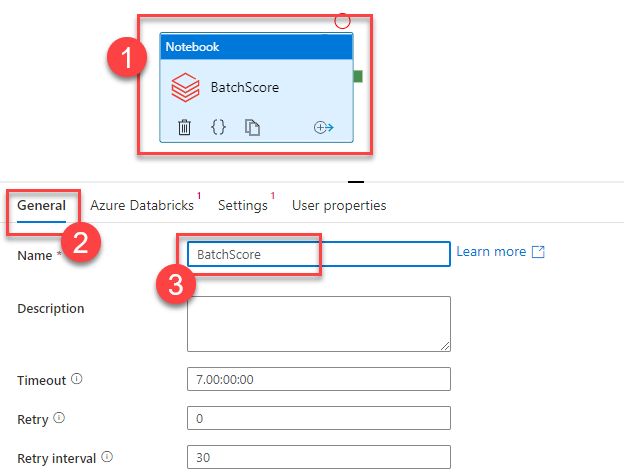 1
Notebook
BatchScore
General
Azure Databricks 1
Settings 1
User properties
2
Name *
BatchScore
Learn more
3
Description
Timeout
7.00:00:00
Retry
0
Retry interval
30